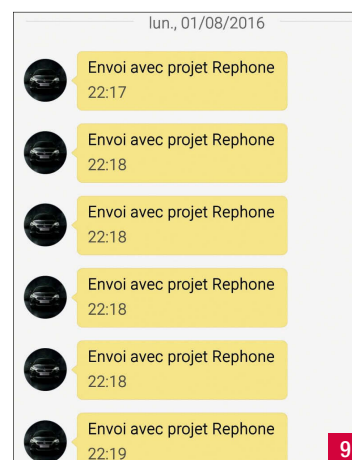 lun., 01/08/2016
Envoi avec projet Rephone
22:17
Envoi avec projet Rephone
22:18
Envoi avec projet Rephone
22:18
Envoi avec projet Rephone
22:18
Envoi avec projet Rephone
22:18
Envoi avec projet Rephone
22:19
9